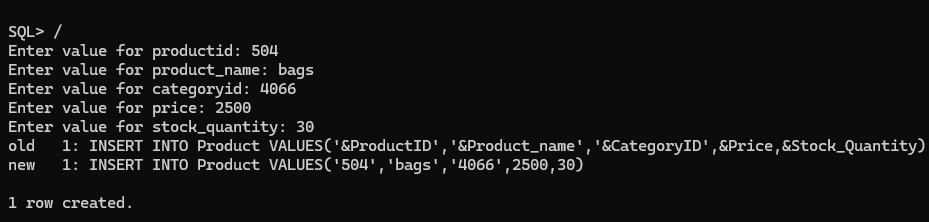 SQL> /
Enter value for productid: 504
Enter value for product_name: bags
Enter value for categoryid: 4066
Enter value for price: 2500
Enter value for stock_quantity: 30
old   1: INSERT INTO Product VALUES('&ProductID','&Product_name','&CategoryID',&Price,&Stock_Quantity)
new   1: INSERT INTO Product VALUES('504','bags','4066',2500,30)
1 row created.